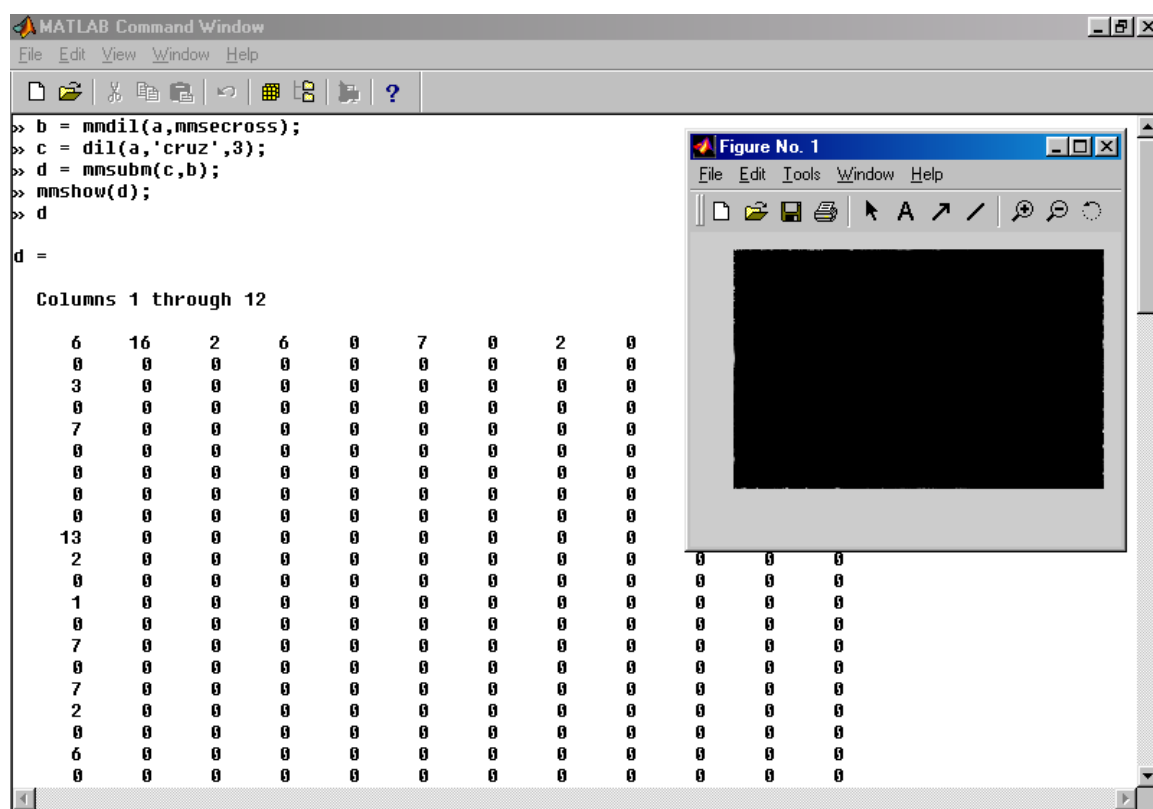 MATLAB Command Window
File Edit View Window Help
?
» b = mmdil(a,mmsecross);
» c = dil(a,'cruz',3);
» d = mmsubm(c,b);
» mmshow(d);
» d
d =
Columns 1 through 12
6 16 2 6 0 7 0 2 0
0 0 0 0 0 0 0 0 0
3 0 0 0 0 0 0 0 0
0 0 0 0 0 0 0 0 0
7 0 0 0 0 0 0 0 0
0 0 0 0 0 0 0 0 0
0 0 0 0 0 0 0 0 0
0 0 0 0 0 0 0 0 0
0 0 0 0 0 0 0 0 0
13 0 0 0 0 0 0 0 0
2 0 0 0 0 0 0 0 0 0 0 0
0 0 0 0 0 0 0 0 0 0 0 0
1 0 0 0 0 0 0 0 0 0 0 0
0 0 0 0 0 0 0 0 0 0 0 0
7 0 0 0 0 0 0 0 0 0 0 0
0 0 0 0 0 0 0 0 0 0 0 0
7 0 0 0 0 0 0 0 0 0 0 0
2 0 0 0 0 0 0 0 0 0 0 0
0 0 0 0 0 0 0 0 0 0 0 0
6 0 0 0 0 0 0 0 0 0 0 0
0 0 0 0 0 0 0 0 0 0 0 0
Figure No. 1
File Edit Tools Window Help
A